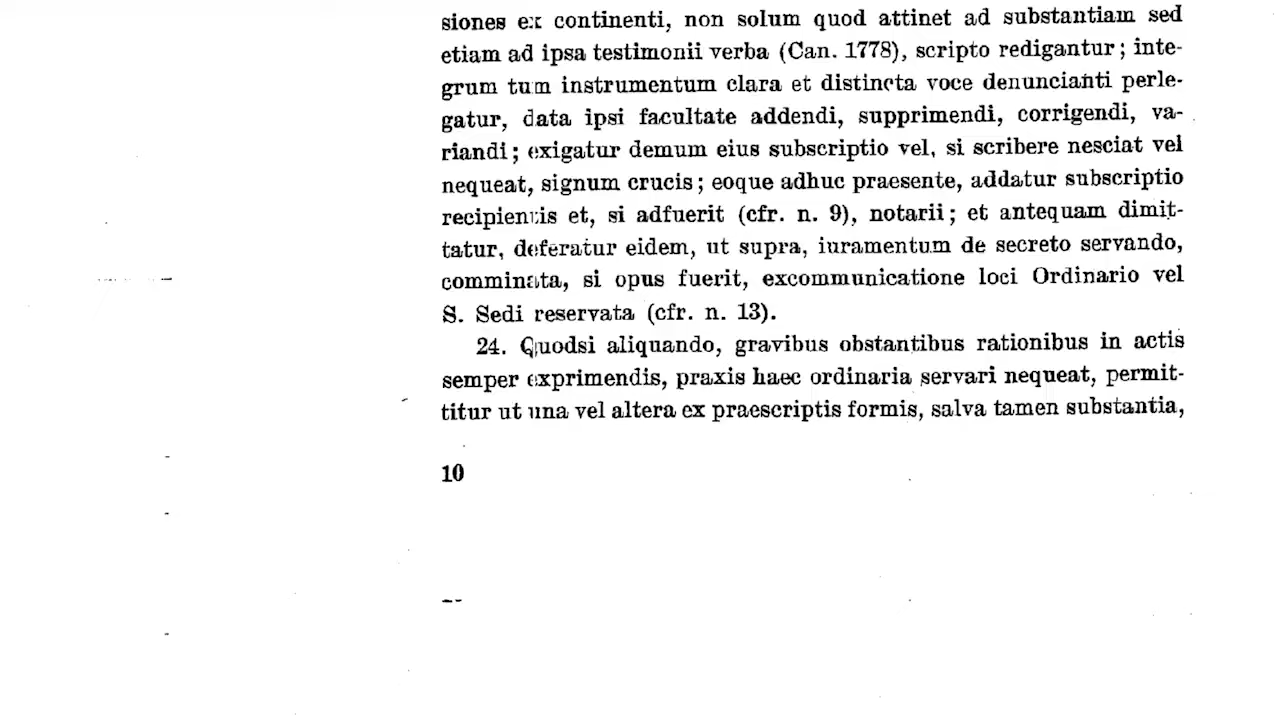 siones ex continenti, non solum quod attinet ad substantiam sed
etiam ad ipsa testimonii verba (Can. 1778), scripto redigantur; inte-
grum tum instrumentum clara et distincta voce denuncianti perle-
gatur, data ipsi facultate addendi, supprimendi, corrigendi, va-
riandi; exigatur demum eius subscriptio vel, si scribere nesciat vel
nequeat, signum crucis; eoque adhuc praesente, addatur subscriptio
recipientis et, si adfuerit (cfr. n. 9), notarii; et antequam dimit-
tatur, deferatur eidem, ut supra, iuramentum de secreto servando,
comminata, si opus fuerit, excommunicatione loci Ordinario vel
S. Sedi reservata (cfr. n. 13).
24. Quodsi aliquando, gravibus obstantibus rationibus in actis
semper exprimendis, praxis haec ordinaria servari nequeat, permit-
titur ut una vel altera ex praescriptis formis, salva tamen substantia,
10